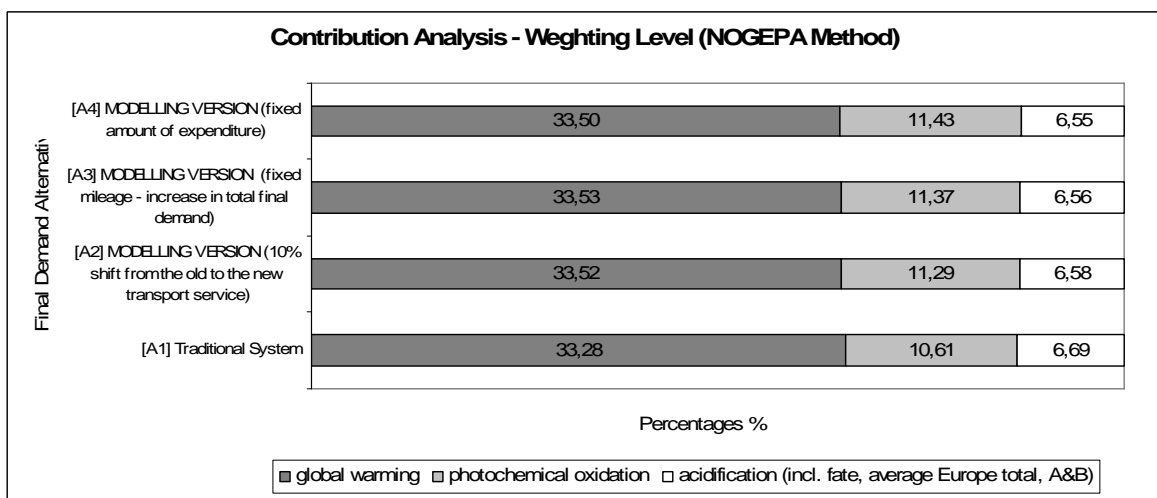 Contribution Analysis - Weghting Level (NOGEPA Method)
Final Demand Alternativ
[A4] MODELLING VERSION (fixed
amount of expenditure)
33,50 11,43 6,55
[A3] MODELLING VERSION (fixed
mileage - increase in total final
demand)
33,53 11,37 6,56
[A2] MODELLING VERSION (10%
shift from the old to the new
transport service)
33,52 11,29 6,58
[A1] Traditional System
33,28 10,61 6,69
Percentages %
global warming photochemical oxidation acidification (incl. fate, average Europe total, A&B)